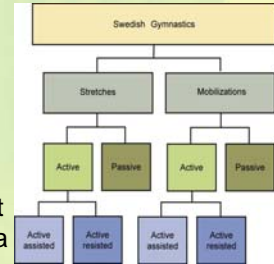 Swedish Gymnastics
Stretches Mobilizations
Active Passive Active Passive
t
a
Active assisted Active resisted Active assisted Active resisted